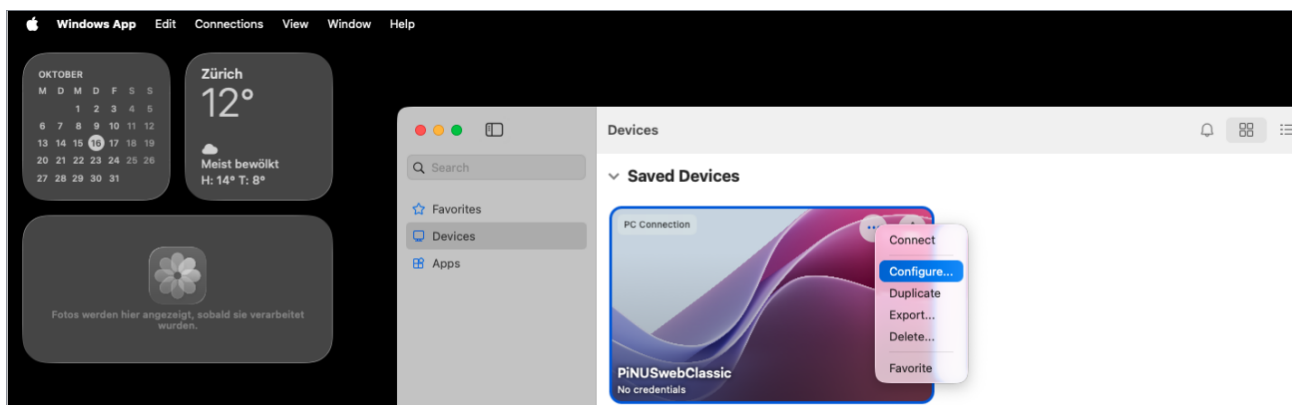 Windows App Edit Connections View Window Help
OKTOBER
M D M D F S S
1 2 3 4 5
6 7 8 9 10 11 12
13 14 15 16 17 18 19
20 21 22 23 24 25 26
27 28 29 30 31
Zürich
12°
Meist bewölkt
H: 14° T: 8°
Fotos werden hier angezeigt, sobald sie verarbeitet
wurden.
Search
Favorites
Devices
Apps
Devices
Saved Devices
PC Connection
Connect
Configure...
Duplicate
Export...
Delete...
Favorite
PiNUSwebClassic
No credentials